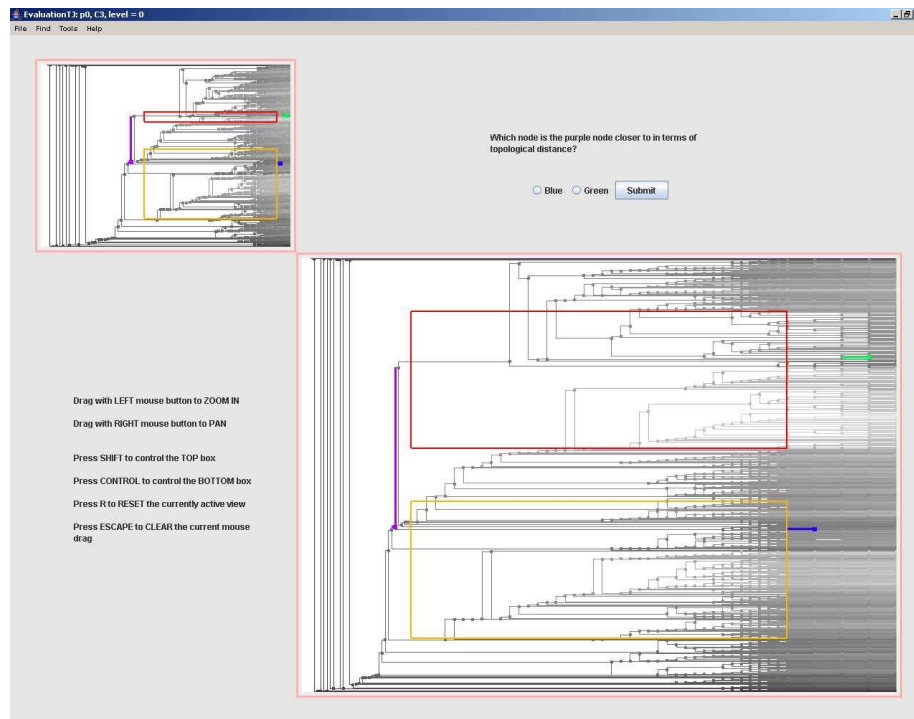 EvaluationTJ: p0, C3, level = 0
File Find Tools Help
Which node is the purple node closer to in terms of
topological distance?
Blue Green Submit
Drag with LEFT mouse button to ZOOM IN
Drag with RIGHT mouse button to PAN
Press SHIFT to control the TOP box
Press CONTROL to control the BOTTOM box
Press R to RESET the currently active view
Press ESCAPE to CLEAR the current mouse
drag